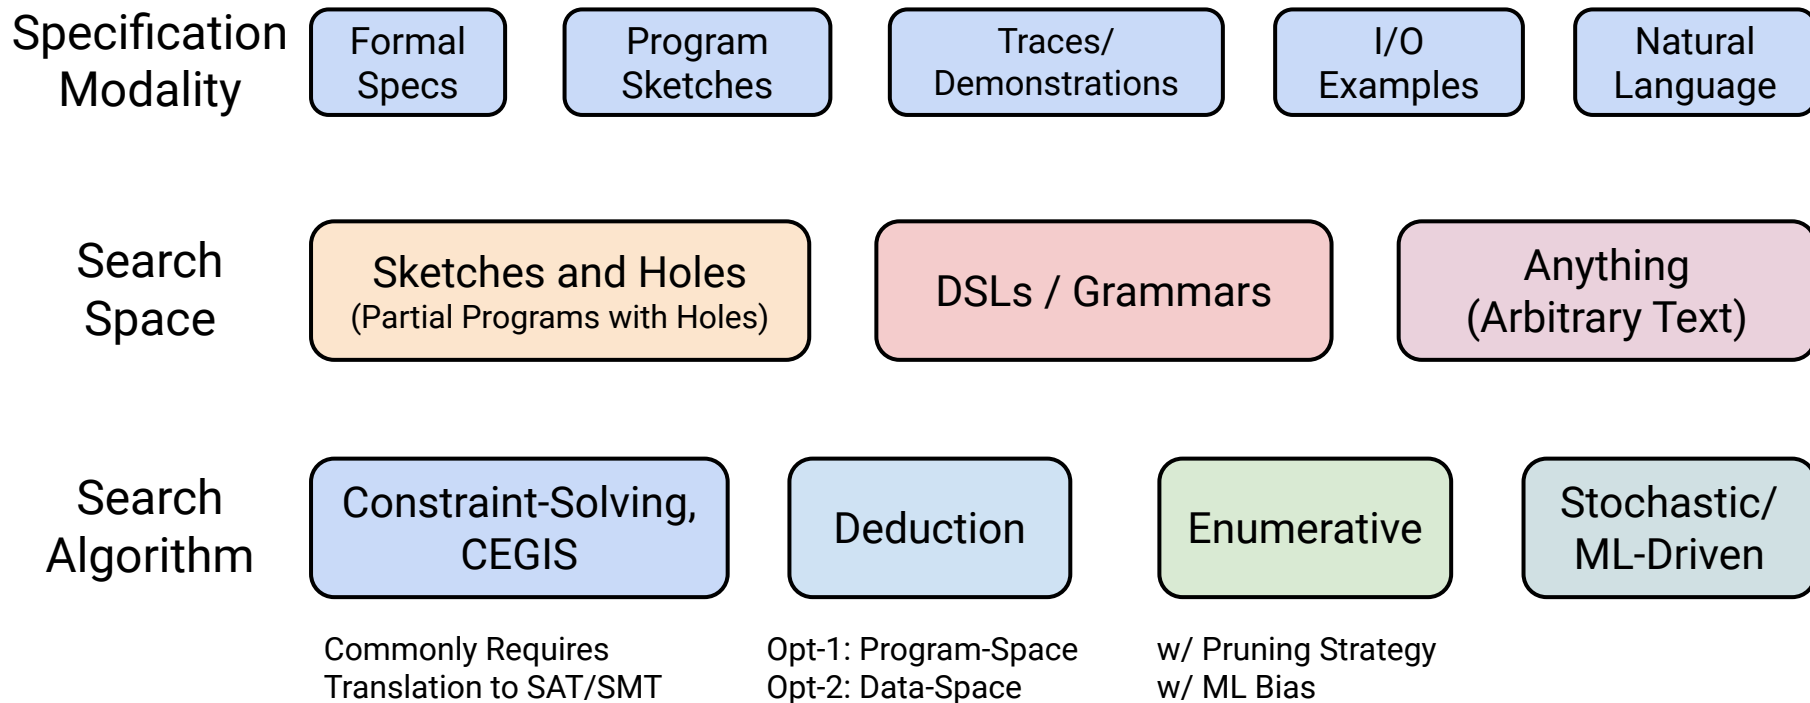 Specification
Modality
Formal
Specs
Program
Sketches
Traces/
Demonstrations
I/O
Examples
Natural
Language
Search
Space
Sketches and Holes
(Partial Programs with Holes)
DSLs / Grammars
Anything
(Arbitrary Text)
Search
Algorithm
Constraint-Solving,
CEGIS
Deduction
Enumerative
Stochastic/
ML-Driven
Commonly Requires
Translation to SAT/SMT
Opt-1: Program-Space
Opt-2: Data-Space
w/ Pruning Strategy
w/ ML Bias